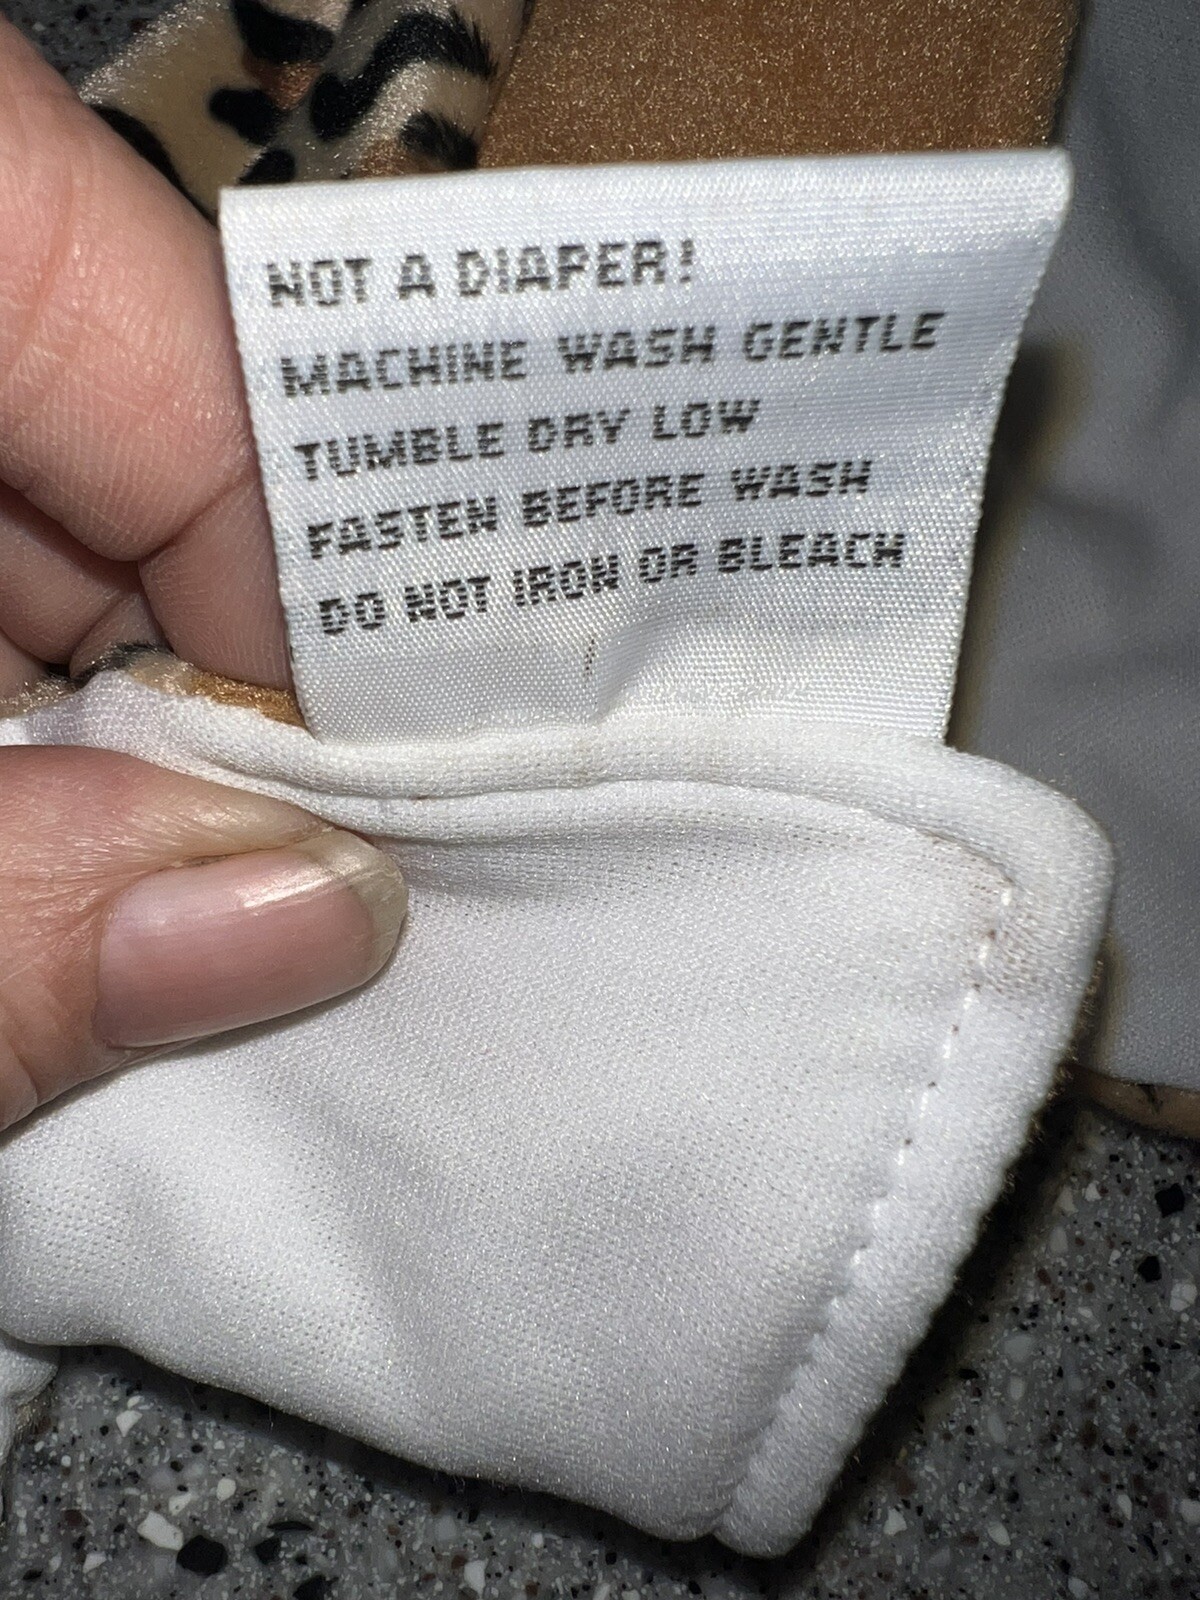 NOT A DIAPER!
MACHINE WASH GENTLE
TUMBLE DRY LOW
FASTEN BEFORE WASH
DO NOT IRON OR BLEACH